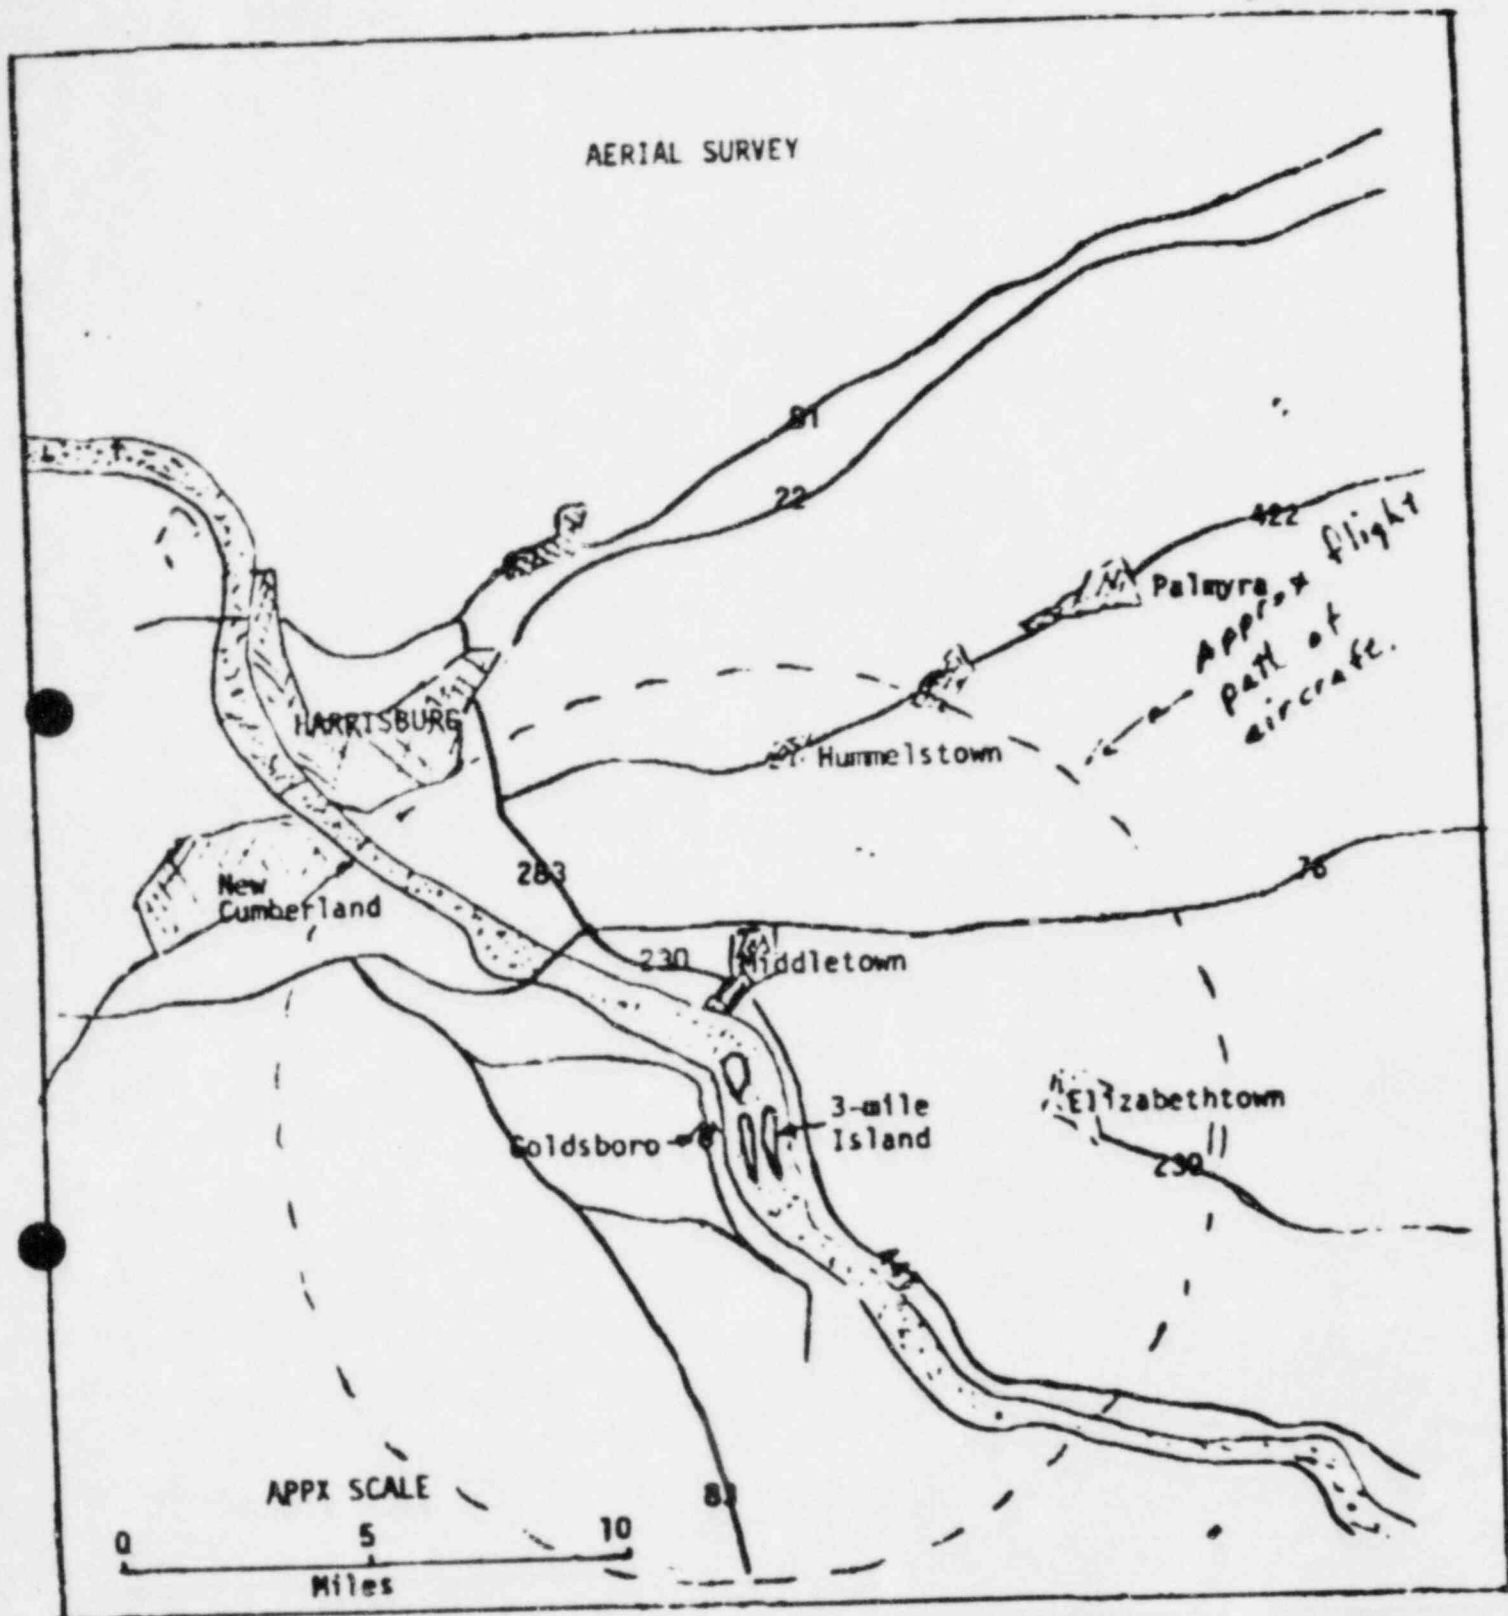 AERIAL SURVEY
81
22
422
Palmyra
Approx flight
path of
aircraft.
HARRISBURG
Hummelstown
283
76
New
Cumberland
230
Middletown
3-mile
Island
Goldsboro
Elizabethtown
230
441
83
APPX SCALE
0 5 10
Miles